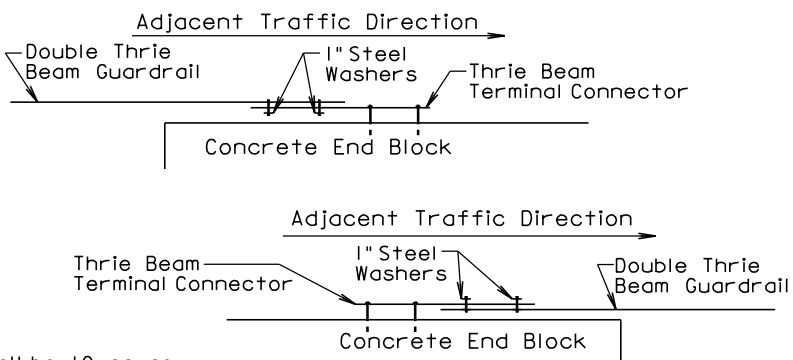 Adjacent Traffic Direction
Double Thrie
Beam Guardrail
1" Steel
Washers
Thrie Beam
Terminal Connector
Concrete End Block
Adjacent Traffic Direction
Thrie Beam
Terminal Connector
1" Steel
Washers
Double Thrie
Beam Guardrail
Concrete End Block